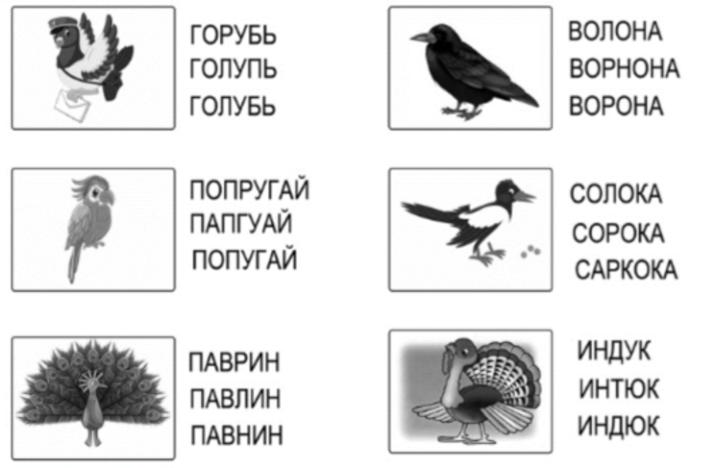 ГОРУБЬ
ГОЛУПЬ
ГОЛУБЬ
ВОЛОНА
ВОРНОНА
ВОРОНА
ПОПРУГАЙ
ПАПГУАЙ
ПОПУГАЙ
СОЛОКА
СОРОКА
САРКОКА
ПАВРИН
ПАВЛИН
ПАВНИН
ИНДУК
ИНТЮК
ИНДЮК